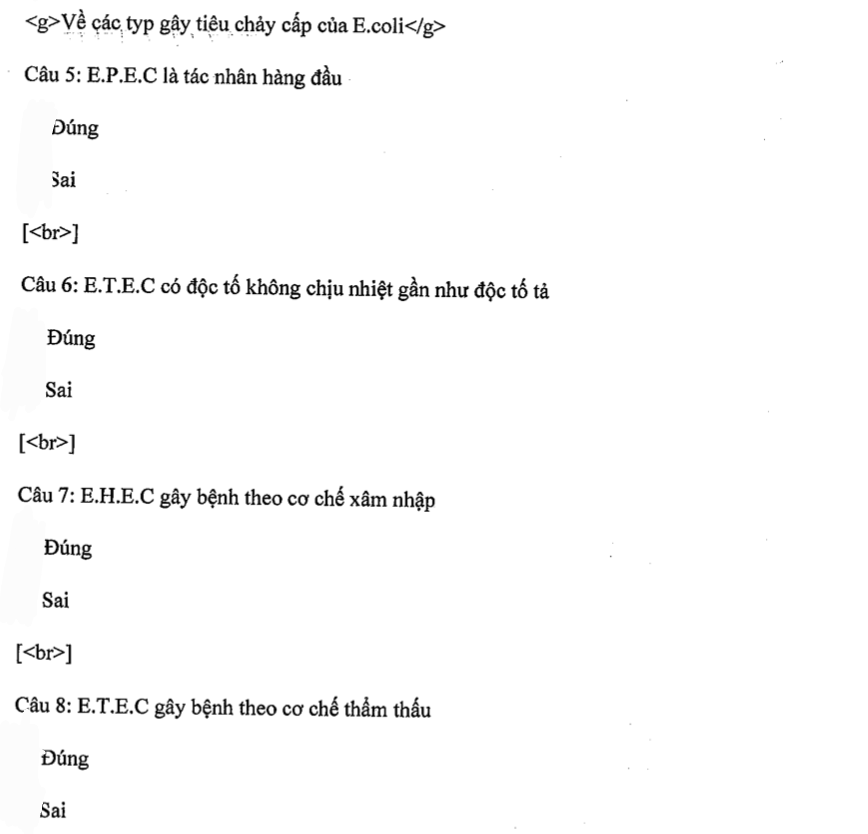 <g>Về các typ gây tiêu chảy cấp của E.coli</g>
Câu 5: E.P.E.C là tác nhân hàng đầu
Đúng
Sai
[<br>]
Câu 6: E.T.E.C có độc tố không chịu nhiệt gần như độc tố tả
Đúng
Sai
[<br>]
Câu 7: E.H.E.C gây bệnh theo cơ chế xâm nhập
Đúng
Sai
[<br>]
Câu 8: E.T.E.C gây bệnh theo cơ chế thẩm thấu
Đúng
Sai